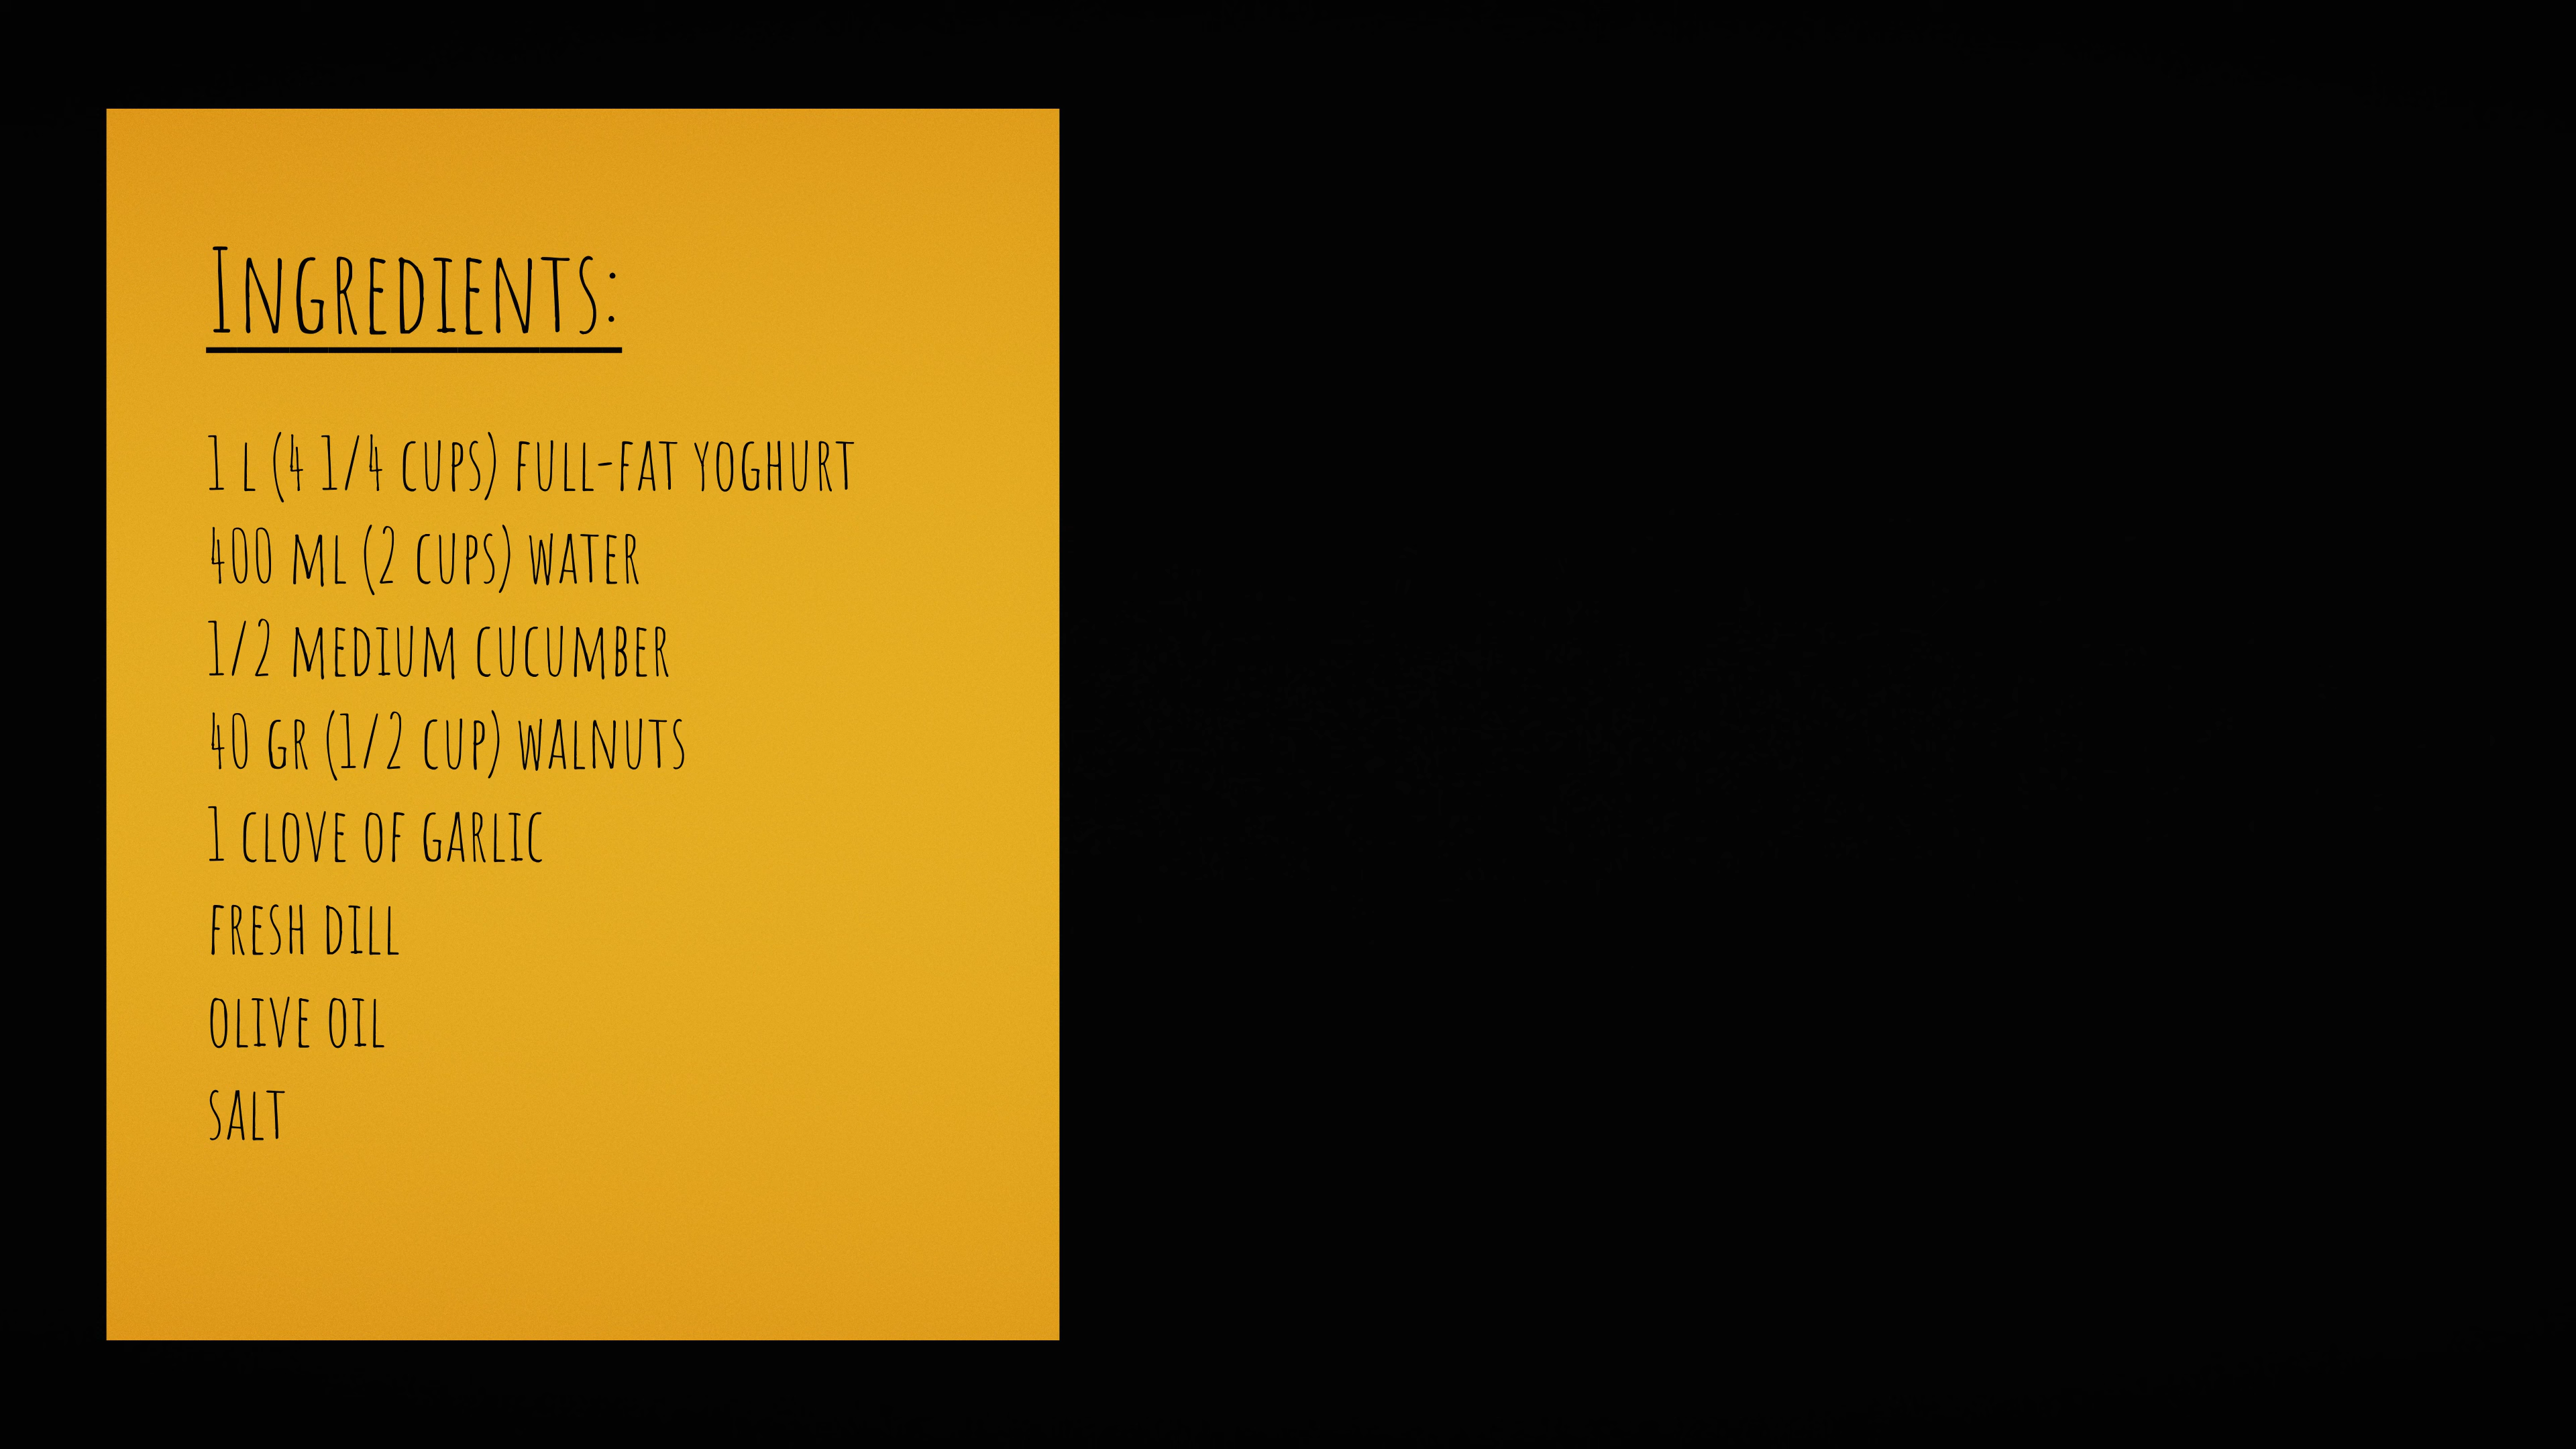 Ingredients:
1 l (4 1/4 cups) full-fat yoghurt
400 ml (2 cups) water
1/2 medium cucumber
40 gr (1/2 cup) walnuts
1 clove of garlic
fresh dill
olive oil
salt